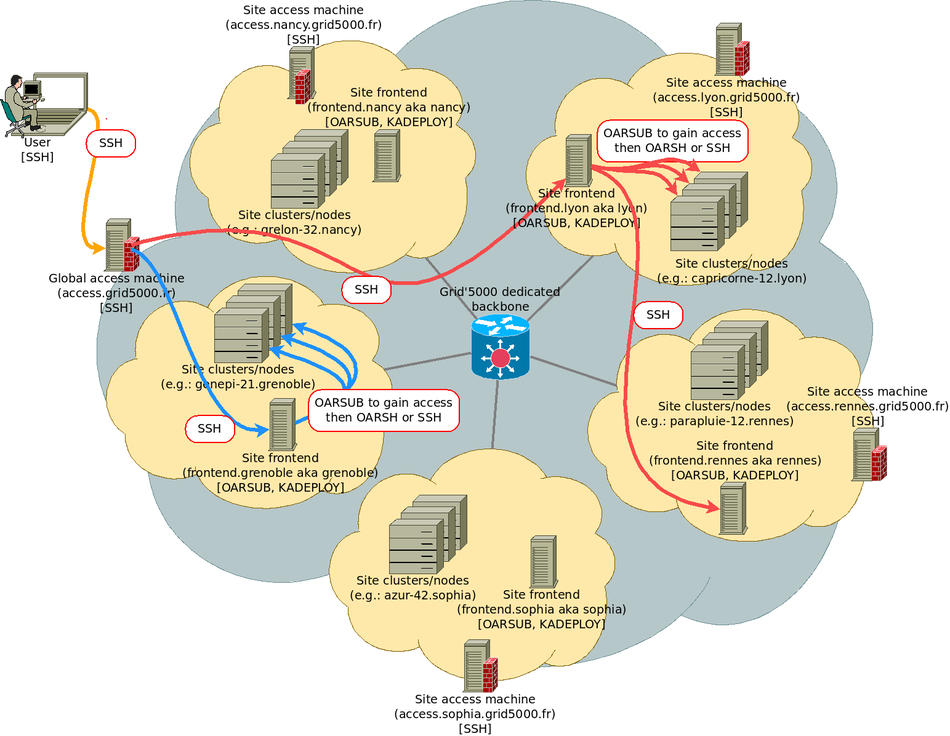 Site access machine
(access.nancy.grid5000.fr)
[SSH]
Site frontend
(frontend.nancy aka nancy)
[OARSUB, KADEPLOY]
Site clusters/nodes
(e.g.: grelon-32.nancy)
User
[SSH]
SSH
Site access machine
(access.lyon.grid5000.fr)
[SSH]
OARSUB to gain access
then OARSH or SSH
Site frontend
(frontend.lyon aka lyon)
[OARSUB, KADEPLOY]
Site clusters/nodes
(e.g.: capricorne-12.lyon)
Global access machine
(access.grid5000.fr)
[SSH]
SSH
Grid'5000 dedicated
backbone
SSH
Site clusters/nodes
(e.g.: genepi-21.grenoble)
OARSUB to gain access
then OARSH or SSH
SSH
Site frontend
(frontend.grenoble aka grenoble)
[OARSUB, KADEPLOY]
Site clusters/nodes
(e.g.: parapluie-12.rennes)
Site access machine
(access.rennes.grid5000.fr)
[SSH]
Site frontend
(frontend.rennes aka rennes)
[OARSUB, KADEPLOY]
Site clusters/nodes
(e.g.: azur-42.sophia)
Site frontend
(frontend.sophia aka sophia)
[OARSUB, KADEPLOY]
Site access machine
(access.sophia.grid5000.fr)
[SSH]